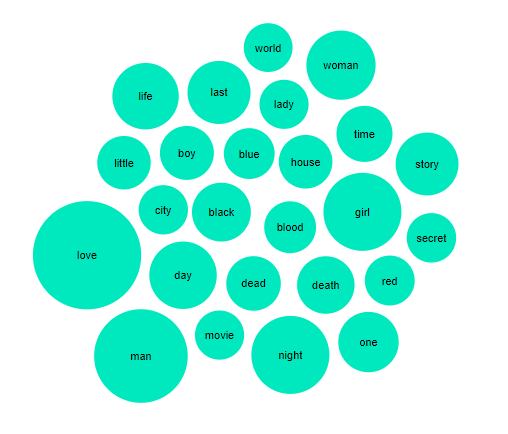 world
woman
life
last
lady
time
boy
blue
house
little
story
city
black
girl
blood
secret
love
day
dead
death
red
movie
one
man
night